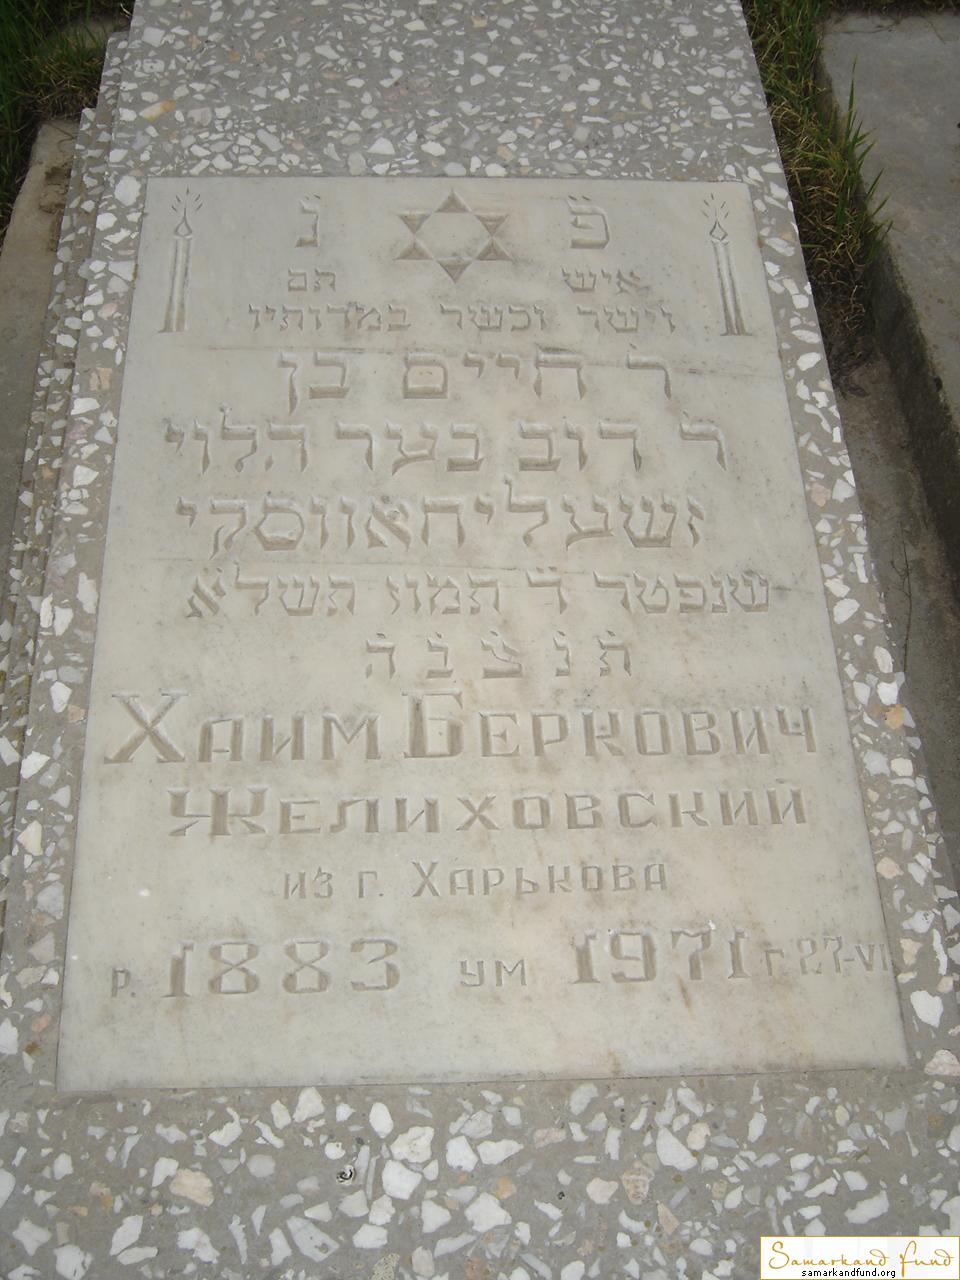 פ נ
איש תם
וישר וכשר במדותיו
ר' חיים בן
ר' דוב בער הלוי
זשעליחאווסקי
שנפטר ד' תמוז תשל"א
ת נ צ ב ה
Хаим Беркович
Желиховский
из г. Харькова
р. 1883 ум 1971 г 27-VI
Samarkand fund
samarkandfund.org